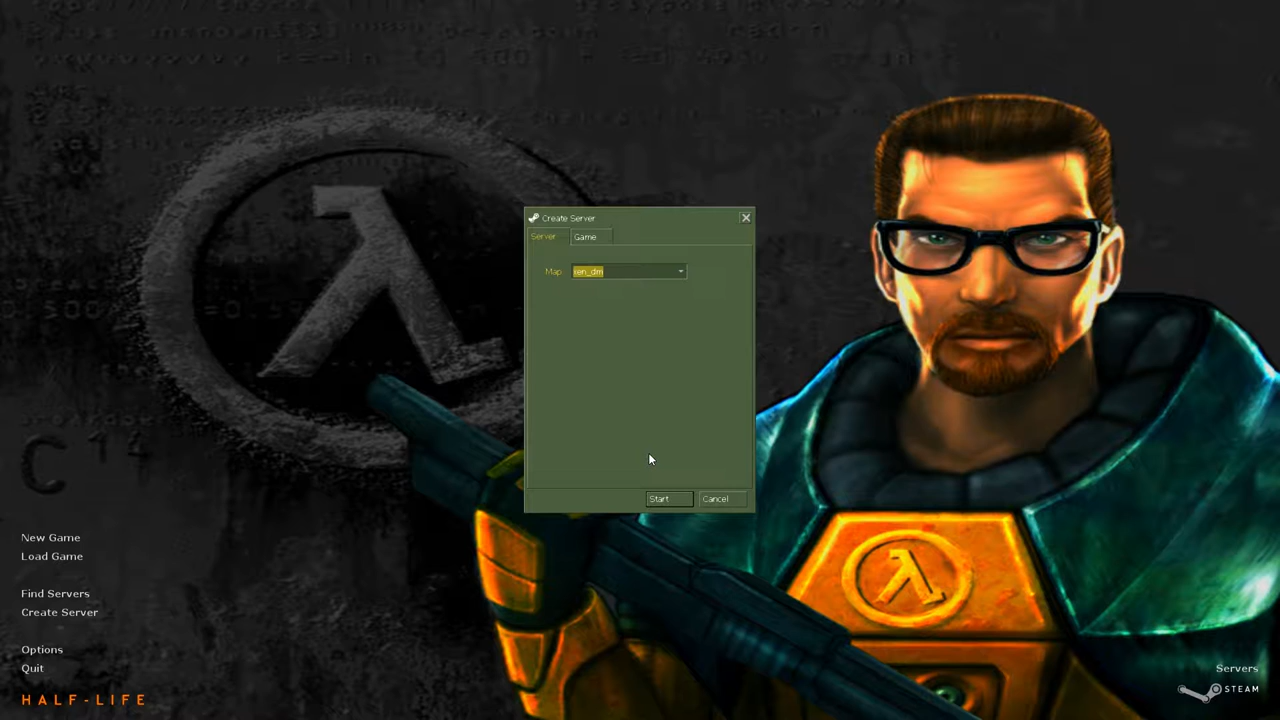 Create Server
Server
Game
Map
xen_dm
Start
Cancel
New Game
Load Game
Find Servers
Create Server
Options
Quit
HALF-LIFE
Servers
STEAM